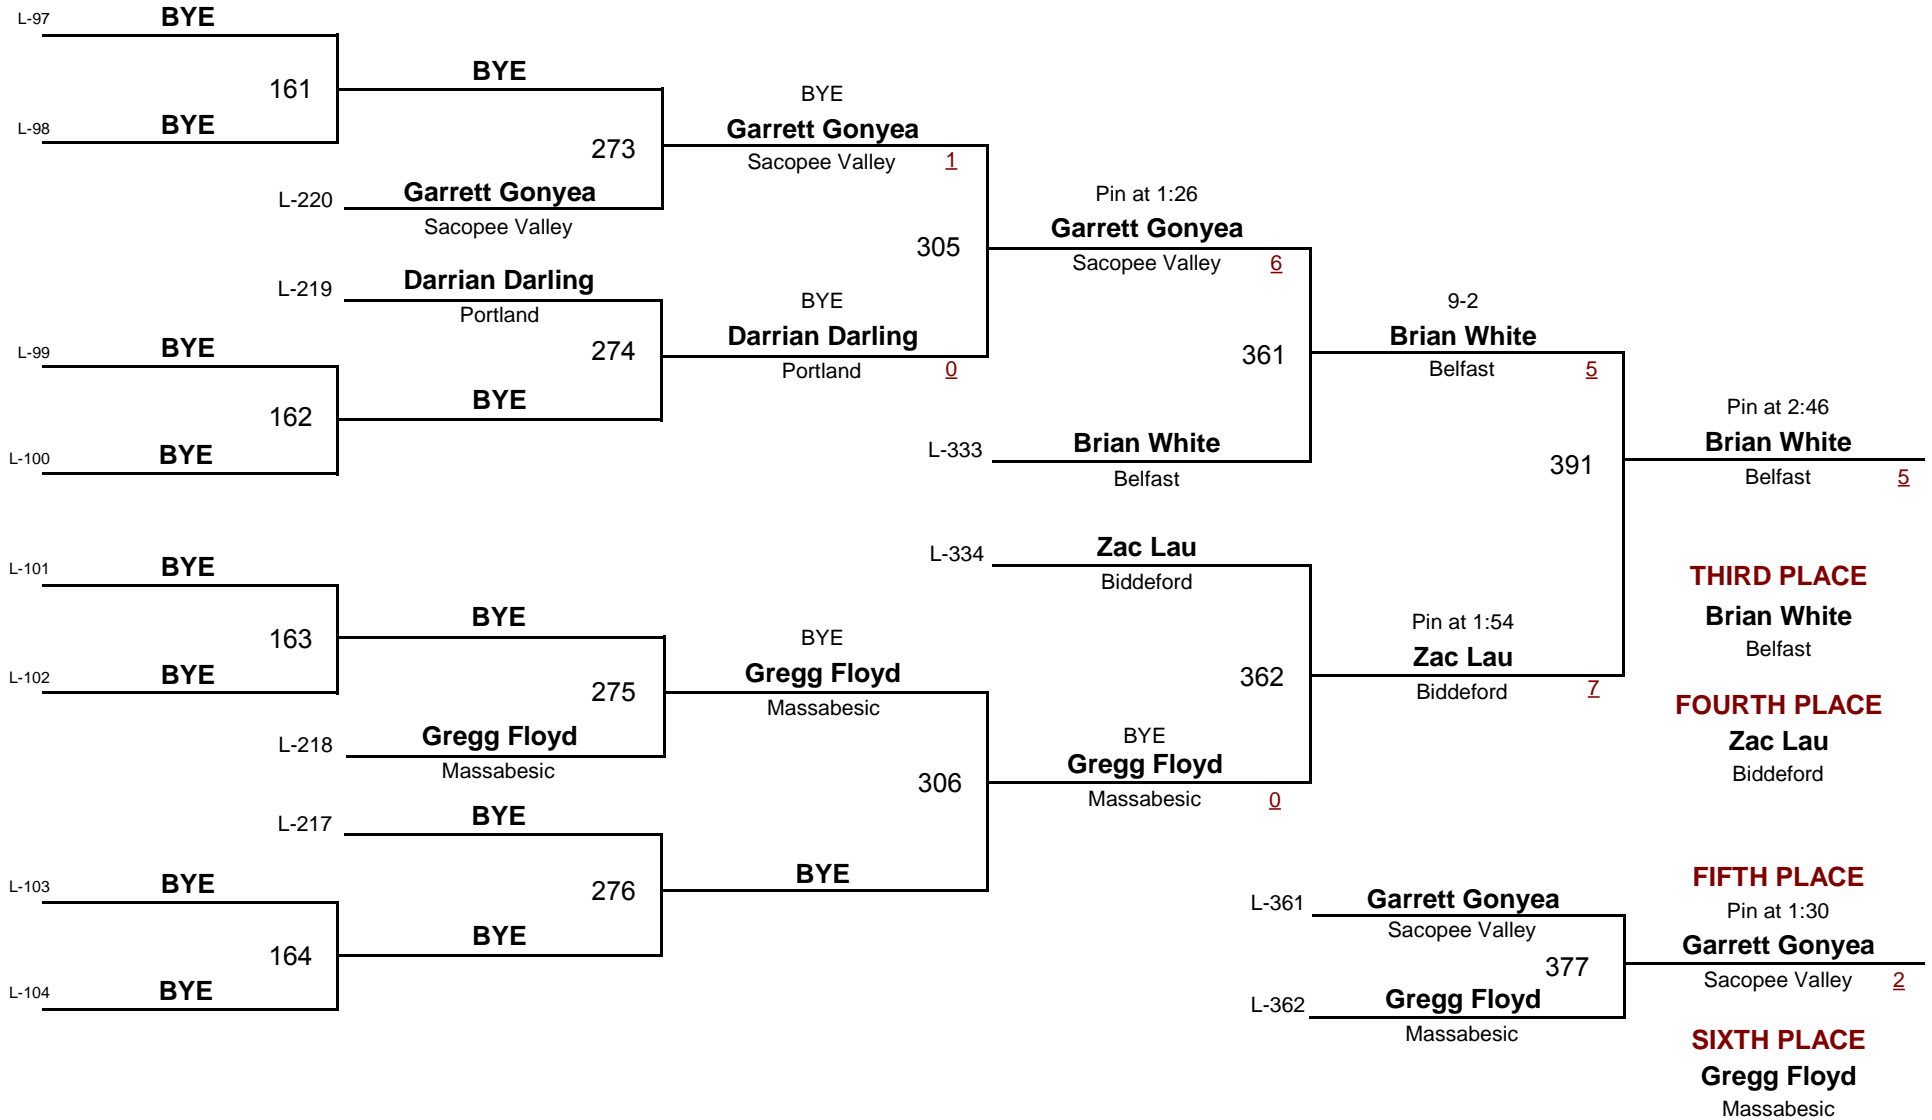 L-97 BYE
161
L-98 BYE
BYE
273
L-220 Garrett Gonyea
Sacopee Valley
BYE
Garrett Gonyea
Sacopee Valley 1
L-219 Darrian Darling
Portland
274
L-99 BYE
162
BYE
L-100 BYE
BYE
Darrian Darling
Portland 0
305
Pin at 1:26
Garrett Gonyea
Sacopee Valley 6
361
L-333 Brian White
Belfast
9-2
Brian White
Belfast 5
391
Pin at 2:46
Brian White
Belfast 5
L-101 BYE
163
L-102 BYE
BYE
275
L-218 Gregg Floyd
Massabesic
BYE
Gregg Floyd
Massabesic
L-217 BYE
276
L-103 BYE
164
BYE
L-104 BYE
BYE
306
L-334 Zac Lau
Biddeford
362
BYE
Gregg Floyd
Massabesic 0
Pin at 1:54
Zac Lau
Biddeford 7
THIRD PLACE
Brian White
Belfast
FOURTH PLACE
Zac Lau
Biddeford
L-361 Garrett Gonyea
Sacopee Valley
377
L-362 Gregg Floyd
Massabesic
FIFTH PLACE
Pin at 1:30
Garrett Gonyea
Sacopee Valley 2
SIXTH PLACE
Gregg Floyd
Massabesic